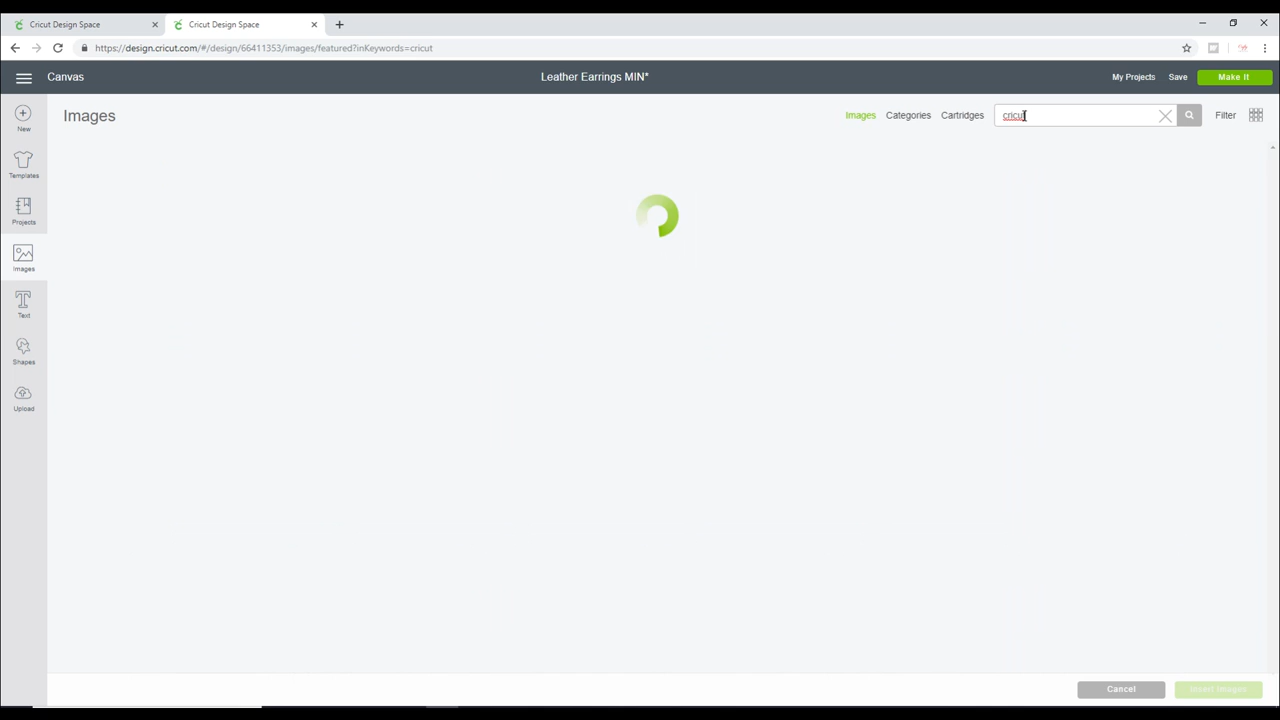 Cricut Design Space
Cricut Design Space
https://design.cricut.com/#/design/66411353/images/featured?inKeywords=cricut
Canvas
Leather Earrings MIN*
My Projects
Save
Make It
New
Templates
Projects
Images
Text
Shapes
Upload
Images
Images
Categories
Cartridges
cricut
Filter
Cancel
Insert Images